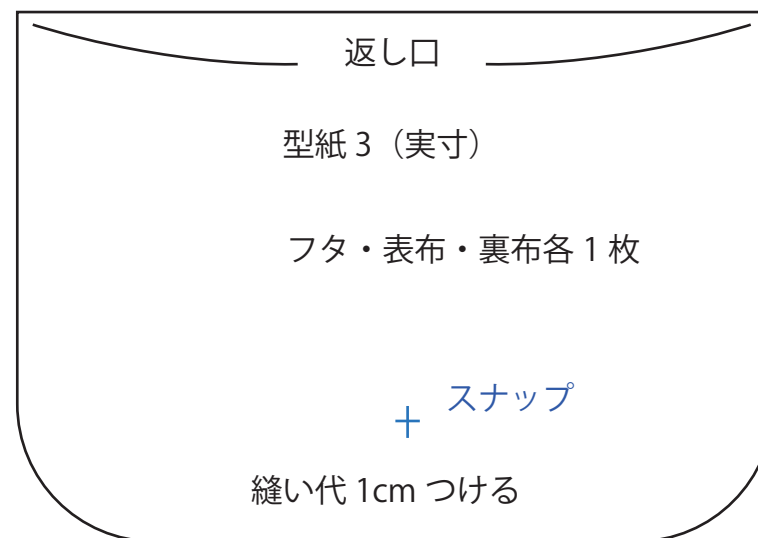 返し口
型紙 3（実寸）
フタ・表布・裏布各 1 枚
スナップ
縫い代 1cm つける